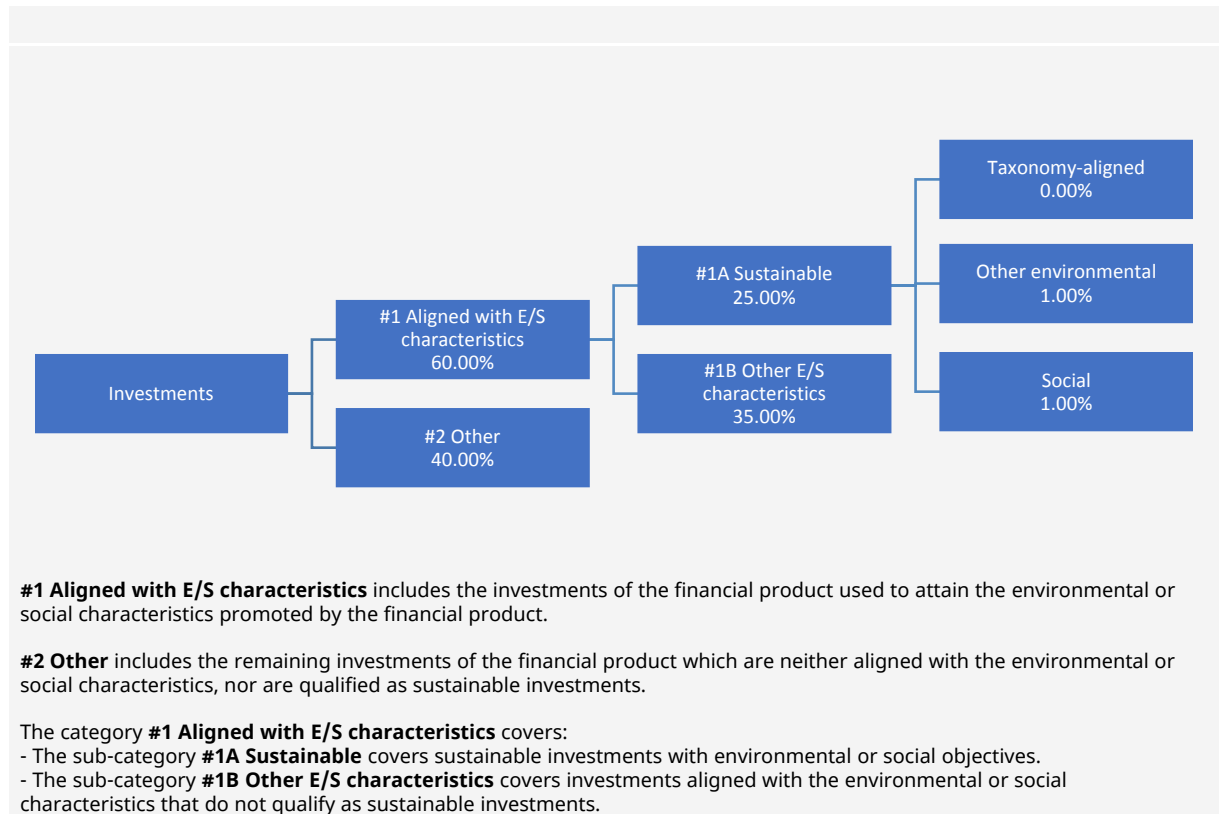 Investments
#1 Aligned with E/S
characteristics
60.00%
#2 Other
40.00%
#1A Sustainable
25.00%
#1B Other E/S
characteristics
35.00%
Taxonomy-aligned
0.00%
Other environmental
1.00%
Social
1.00%
#1 Aligned with E/S characteristics includes the investments of the financial product used to attain the environmental or
social characteristics promoted by the financial product.
#2 Other includes the remaining investments of the financial product which are neither aligned with the environmental or
social characteristics, nor are qualified as sustainable investments.
The category #1 Aligned with E/S characteristics covers:
- The sub-category #1A Sustainable covers sustainable investments with environmental or social objectives.
- The sub-category #1B Other E/S characteristics covers investments aligned with the environmental or social
characteristics that do not qualify as sustainable investments.